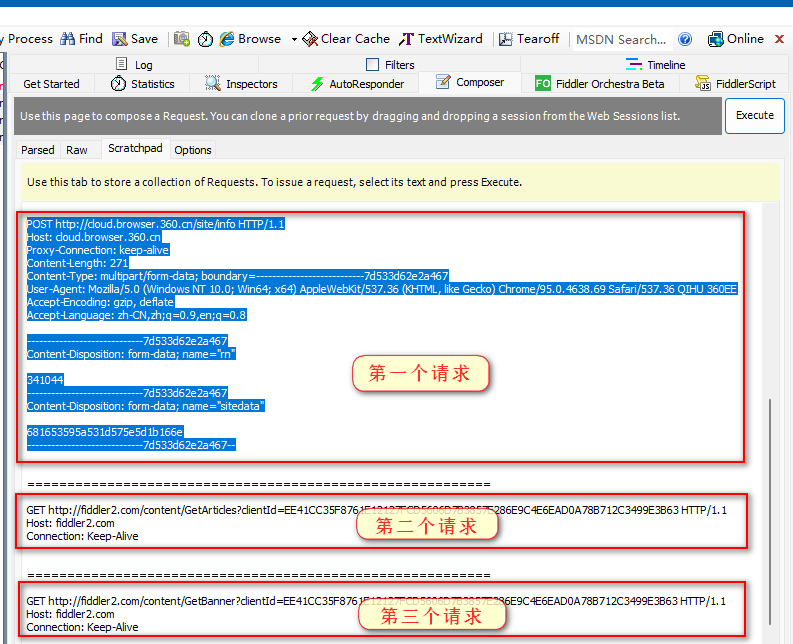 y Process Find Save Browse Clear Cache TextWizard Tearoff MSDN Search... Online
Log Filters Timeline
Get Started Statistics Inspectors AutoResponder Composer FO Fiddler Orchestra Beta FiddlerScript
Use this page to compose a Request. You can clone a prior request by dragging and dropping a session from the Web Sessions list.
Execute
Parsed Raw Scratchpad Options
Use this tab to store a collection of Requests. To issue a request, select its text and press Execute.
POST http://cloud.browser.360.cn/site/info HTTP/1.1
Host: cloud.browser.360.cn
Proxy-Connection: keep-alive
Content-Length: 271
Content-Type: multipart/form-data; boundary=---------------------------7d533d62e2a467
User-Agent: Mozilla/5.0 (Windows NT 10.0; Win64; x64) AppleWebKit/537.36 (KHTML, like Gecko) Chrome/95.0.4638.69 Safari/537.36 QIHU 360EE
Accept-Encoding: gzip, deflate
Accept-Language: zh-CN,zh;q=0.9,en;q=0.8
-----------------------------7d533d62e2a467
Content-Disposition: form-data; name="rn"
第一个请求
341044
-----------------------------7d533d62e2a467
Content-Disposition: form-data; name="sitedata"
681653595a531d575e5d1b166e
-----------------------------7d533d62e2a467--
==========================================================
GET http://fiddler2.com/content/GetArticles?clientId=EE41CC35F8761E12127FCD5606D7B3857E286E9C4E6EAD0A78B712C3499E3B63 HTTP/1.1
Host: fiddler2.com
第二个请求
Connection: Keep-Alive
==========================================================
GET http://fiddler2.com/content/GetBanner?clientId=EE41CC35F8761E12127FCD5606D7B3857E286E9C4E6EAD0A78B712C3499E3B63 HTTP/1.1
Host: fiddler2.com
第三个请求
Connection: Keep-Alive